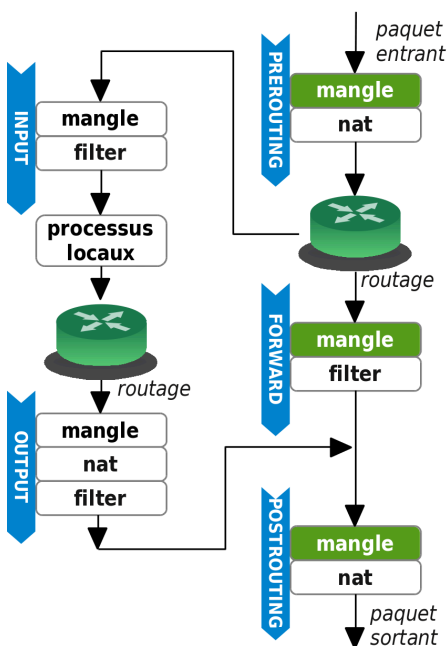 paquet
entrant
PREROUTING
mangle
nat
routage
INPUT
mangle
filter
processus
locaux
routage
FORWARD
mangle
filter
OUTPUT
mangle
nat
filter
POSTROUTING
mangle
nat
paquet
sortant